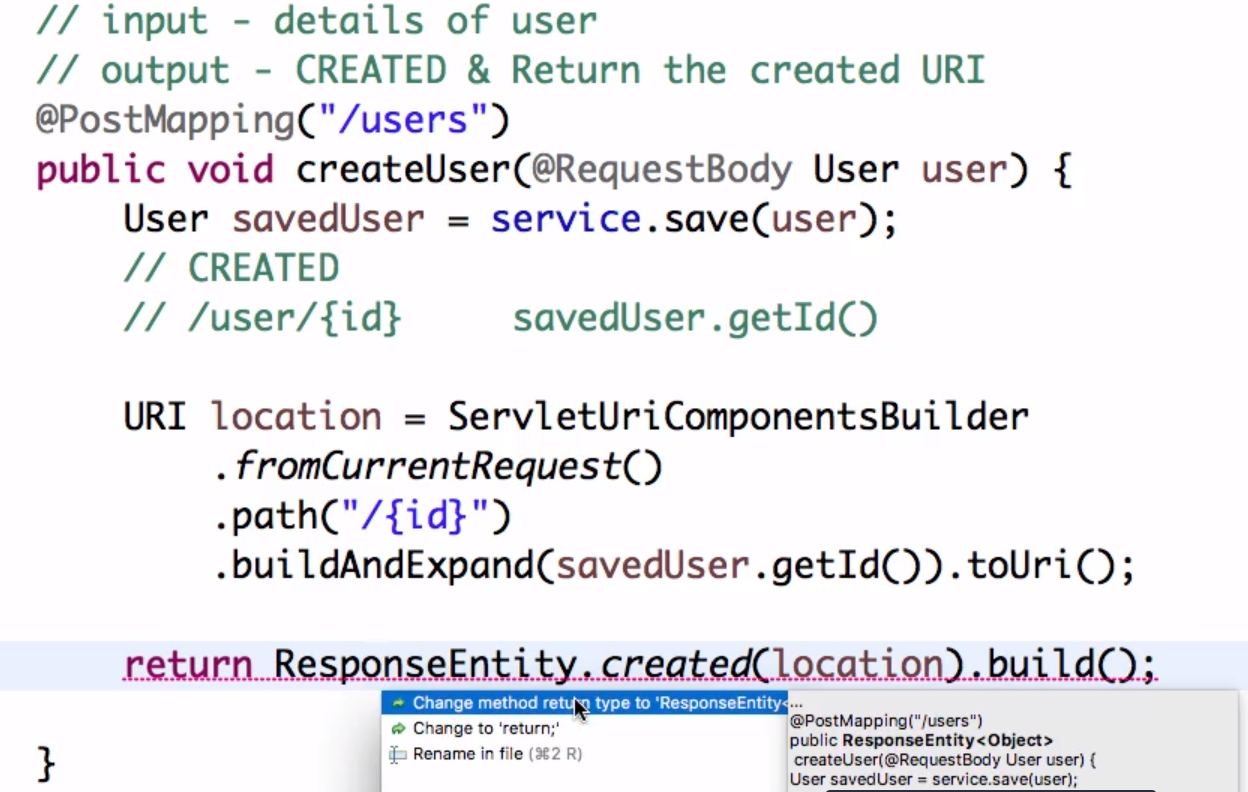 // input - details of user
// output - CREATED & Return the created URI
@PostMapping("/users")
public void createUser(@RequestBody User user) {
User savedUser = service.save(user);
// CREATED
// /user/{id}     savedUser.getId()
URI location = ServletUriComponentsBuilder
.fromCurrentRequest()
.path("/{id}")
.buildAndExpand(savedUser.getId()).toUri();
return ResponseEntity.created(location).build();
Change method return type to 'ResponseEntity<
Change to 'return;'
Rename in file (⌘2 R)
...
@PostMapping("/users")
public ResponseEntity<Object>
createUser(@RequestBody User user) {
User savedUser = service.save(user);
}